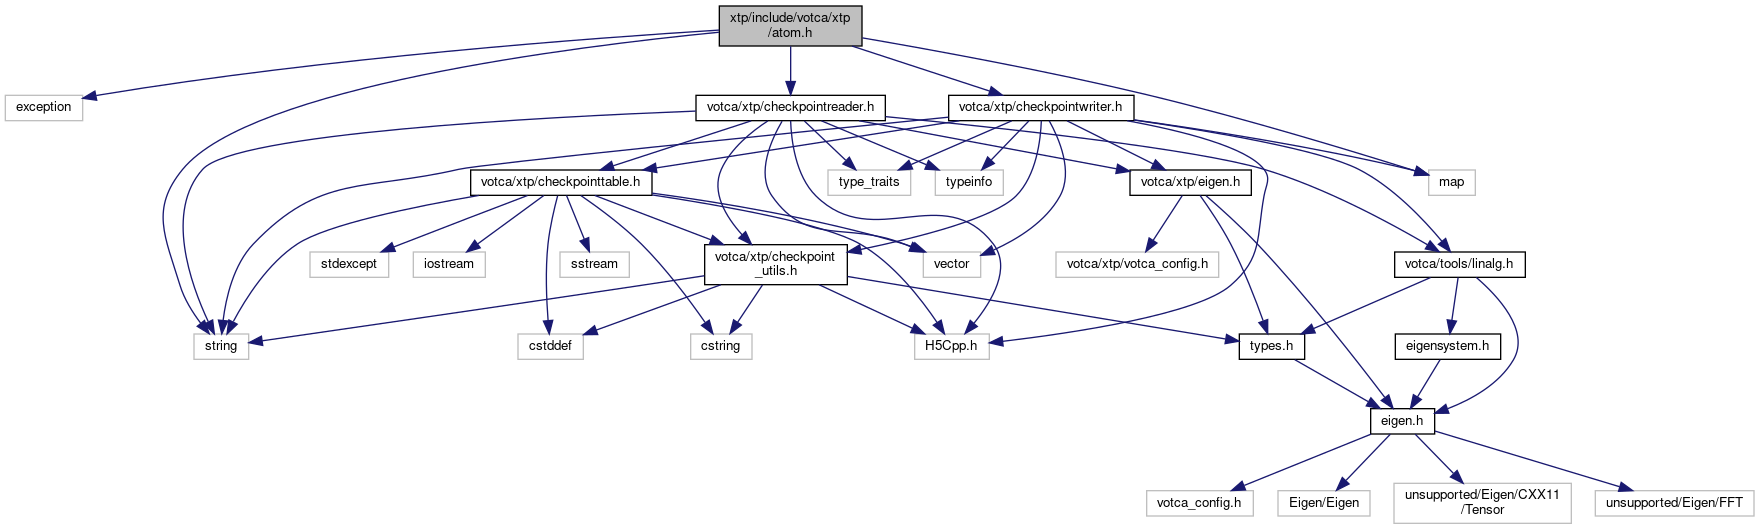 xtp/include/votca/xtp
/atom.h
exception
votca/xtp/checkpointreader.h
votca/xtp/checkpointwriter.h
votca/xtp/checkpointtable.h
type_traits
typeinfo
votca/xtp/eigen.h
map
stdexcept
iostream
sstream
votca/xtp/checkpoint
_utils.h
vector
votca/xtp/votca_config.h
votca/tools/linalg.h
string
cstddef
cstring
H5Cpp.h
types.h
eigensystem.h
eigen.h
votca_config.h
Eigen/Eigen
unsupported/Eigen/CXX11
/Tensor
unsupported/Eigen/FFT